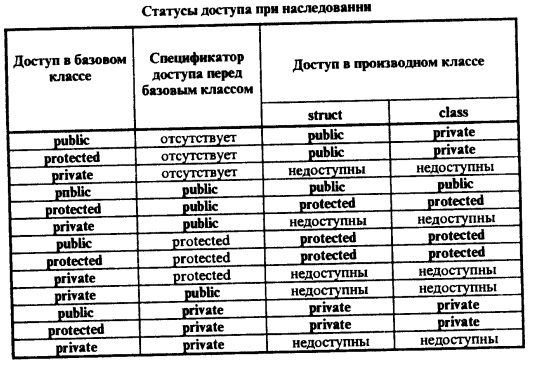 Статусы доступа при наследовании
Доступ в базовом классе | Спецификатор доступа перед базовым классом | Доступ в производном классе
struct | class
public | отсутствует | public | private
protected | отсутствует | public | private
private | отсутствует | недоступны | недоступны
public | public | public | public
protected | public | protected | protected
private | public | недоступны | недоступны
public | protected | protected | protected
protected | protected | protected | protected
private | protected | недоступны | недоступны
private | public | недоступны | недоступны
public | private | private | private
protected | private | private | private
private | private | недоступны | недоступны